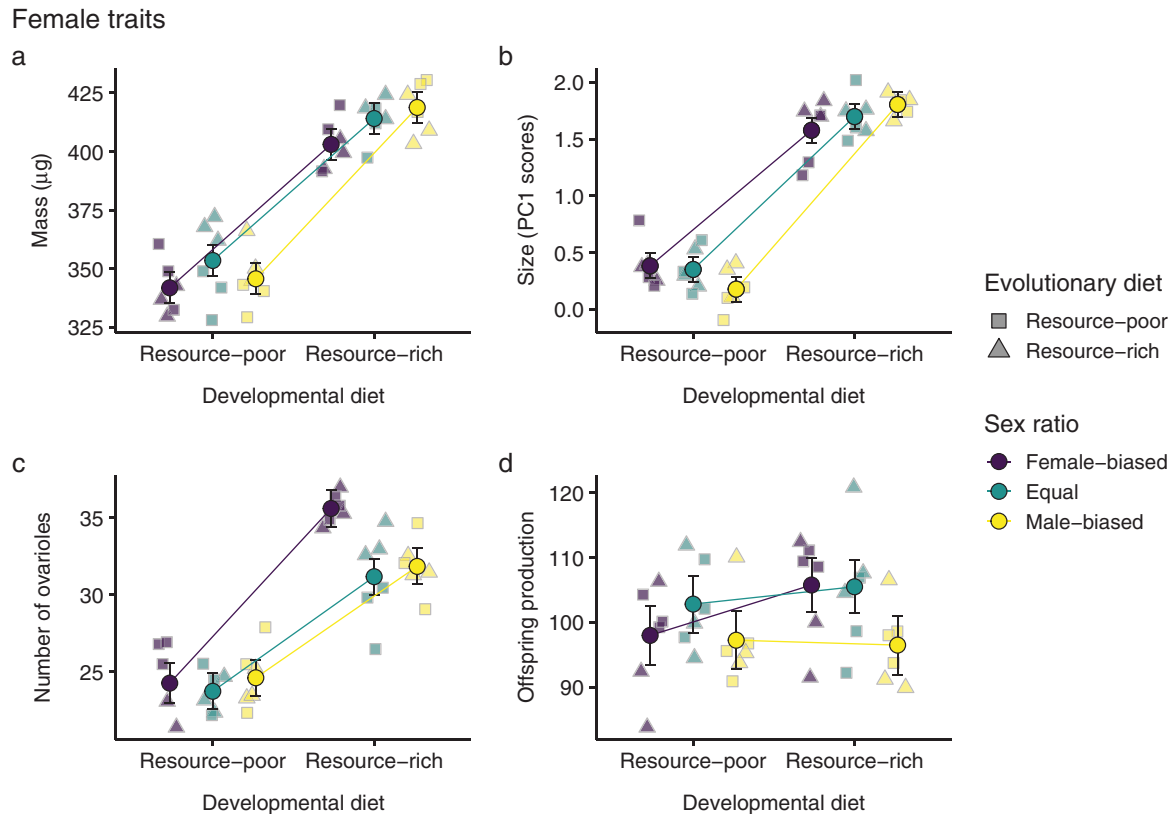 Female traits
a
Mass (µg)
425
400
375
350
325
Resource−poor
Resource−rich
Developmental diet
b
Size (PC1 scores)
2.0
1.5
1.0
0.5
0.0
Resource−poor
Resource−rich
Developmental diet
Evolutionary diet
Resource−poor
Resource−rich
Sex ratio
Female−biased
Equal
Male−biased
c
Number of ovarioles
35
30
25
Resource−poor
Resource−rich
Developmental diet
d
Offspring production
120
110
100
90
Resource−poor
Resource−rich
Developmental diet